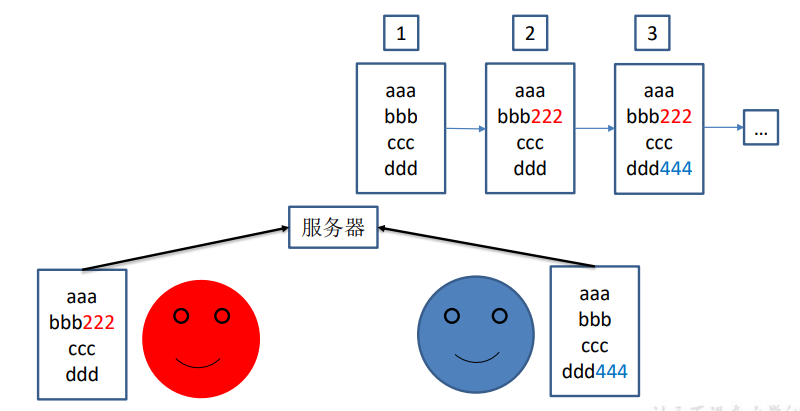 1
2
3
aaa
bbb
ccc
ddd
aaa
bbb222
ccc
ddd
aaa
bbb222
ccc
ddd444
...
服务器
aaa
bbb222
ccc
ddd
aaa
bbb
ccc
ddd444